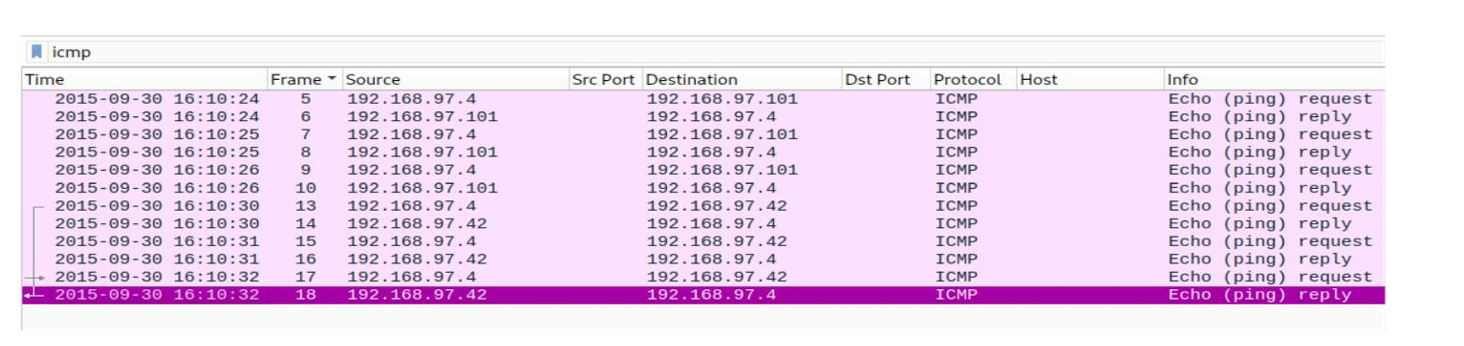 icmp
Time Frame Source Src Port Destination Dst Port Protocol Host Info
2015-09-30 16:10:24 5 192.168.97.4 192.168.97.101 ICMP Echo (ping) request
2015-09-30 16:10:24 6 192.168.97.101 192.168.97.4 ICMP Echo (ping) reply
2015-09-30 16:10:25 7 192.168.97.4 192.168.97.101 ICMP Echo (ping) request
2015-09-30 16:10:25 8 192.168.97.101 192.168.97.4 ICMP Echo (ping) reply
2015-09-30 16:10:26 9 192.168.97.4 192.168.97.101 ICMP Echo (ping) request
2015-09-30 16:10:26 10 192.168.97.101 192.168.97.4 ICMP Echo (ping) reply
2015-09-30 16:10:30 13 192.168.97.4 192.168.97.42 ICMP Echo (ping) request
2015-09-30 16:10:30 14 192.168.97.42 192.168.97.4 ICMP Echo (ping) reply
2015-09-30 16:10:31 15 192.168.97.4 192.168.97.42 ICMP Echo (ping) request
2015-09-30 16:10:31 16 192.168.97.42 192.168.97.4 ICMP Echo (ping) reply
2015-09-30 16:10:32 17 192.168.97.4 192.168.97.42 ICMP Echo (ping) request
2015-09-30 16:10:32 18 192.168.97.42 192.168.97.4 ICMP Echo (ping) reply